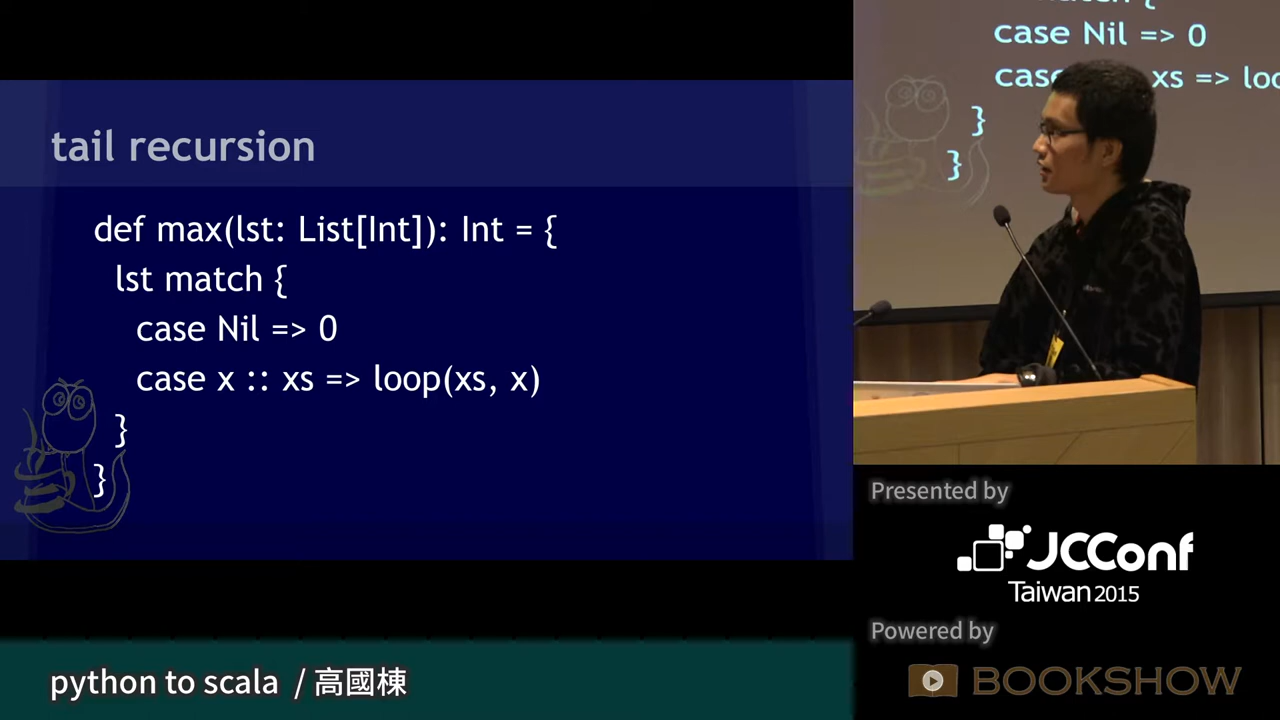 tail recursion
def max(lst: List[Int]): Int = {
lst match {
case Nil => 0
case x :: xs => loop(xs, x)
}
}
case Nil => 0
xs => loo
}
}
Presented by
JCConf
Taiwan 2015
Powered by
BOOKSHOW
python to scala / 高國棟